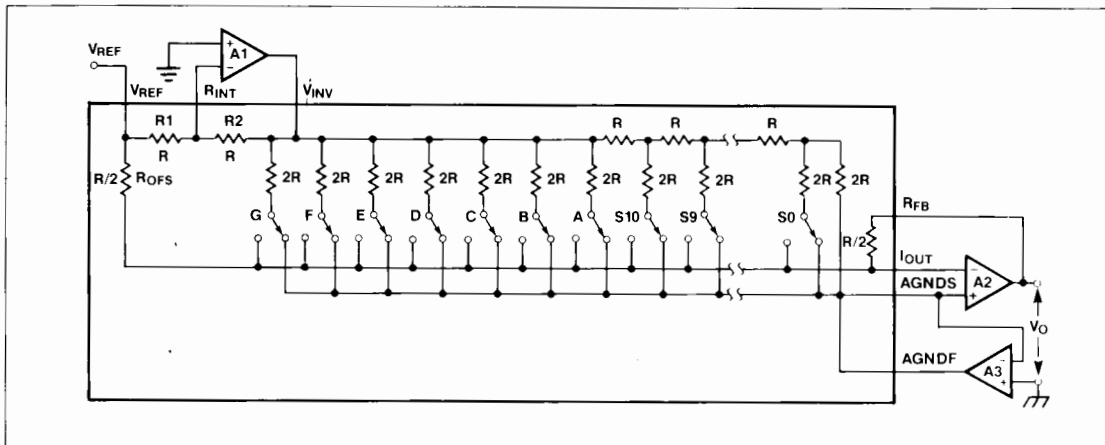 VREF
A1
VREF
RINT
VINV
R1
R2
R
R
R
R
R
R/2
ROFS
2R
2R
2R
2R
2R
2R
2R
2R
2R
2R
2R
G
F
E
D
C
B
A
S10
S9
S0
RFB
R/2
IOUT
AGNDS
A2
VO
AGNDF
A3